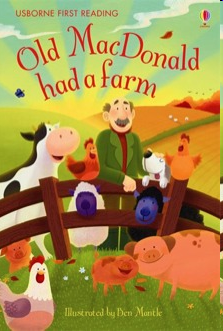 USBORNE FIRST READING
Old MacDonald
had a farm
Illustrated by Ben Mantle